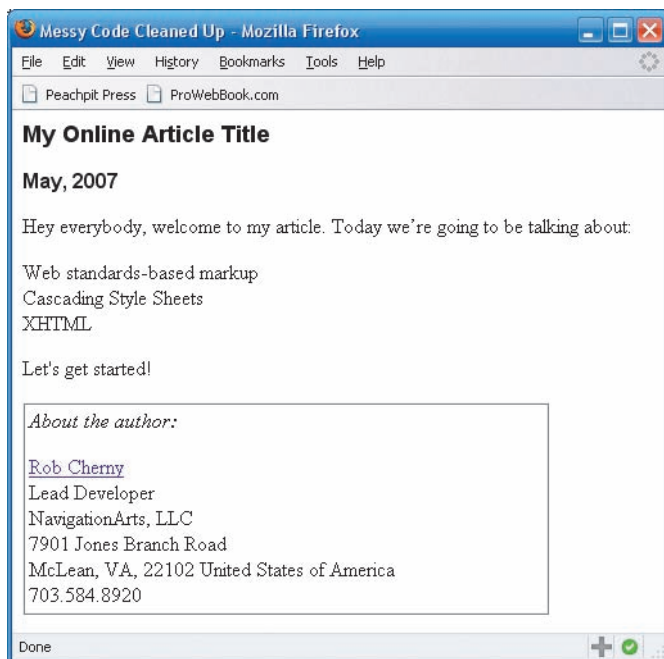 Messy Code Cleaned Up - Mozilla Firefox
File Edit View History Bookmarks Tools Help
Peachpit Press ProWebBook.com
My Online Article Title
May, 2007
Hey everybody, welcome to my article. Today we’re going to be talking about:
Web standards-based markup
Cascading Style Sheets
XHTML
Let's get started!
About the author:
Rob Cherny
Lead Developer
NavigationArts, LLC
7901 Jones Branch Road
McLean, VA, 22102 United States of America
703.584.8920
Done